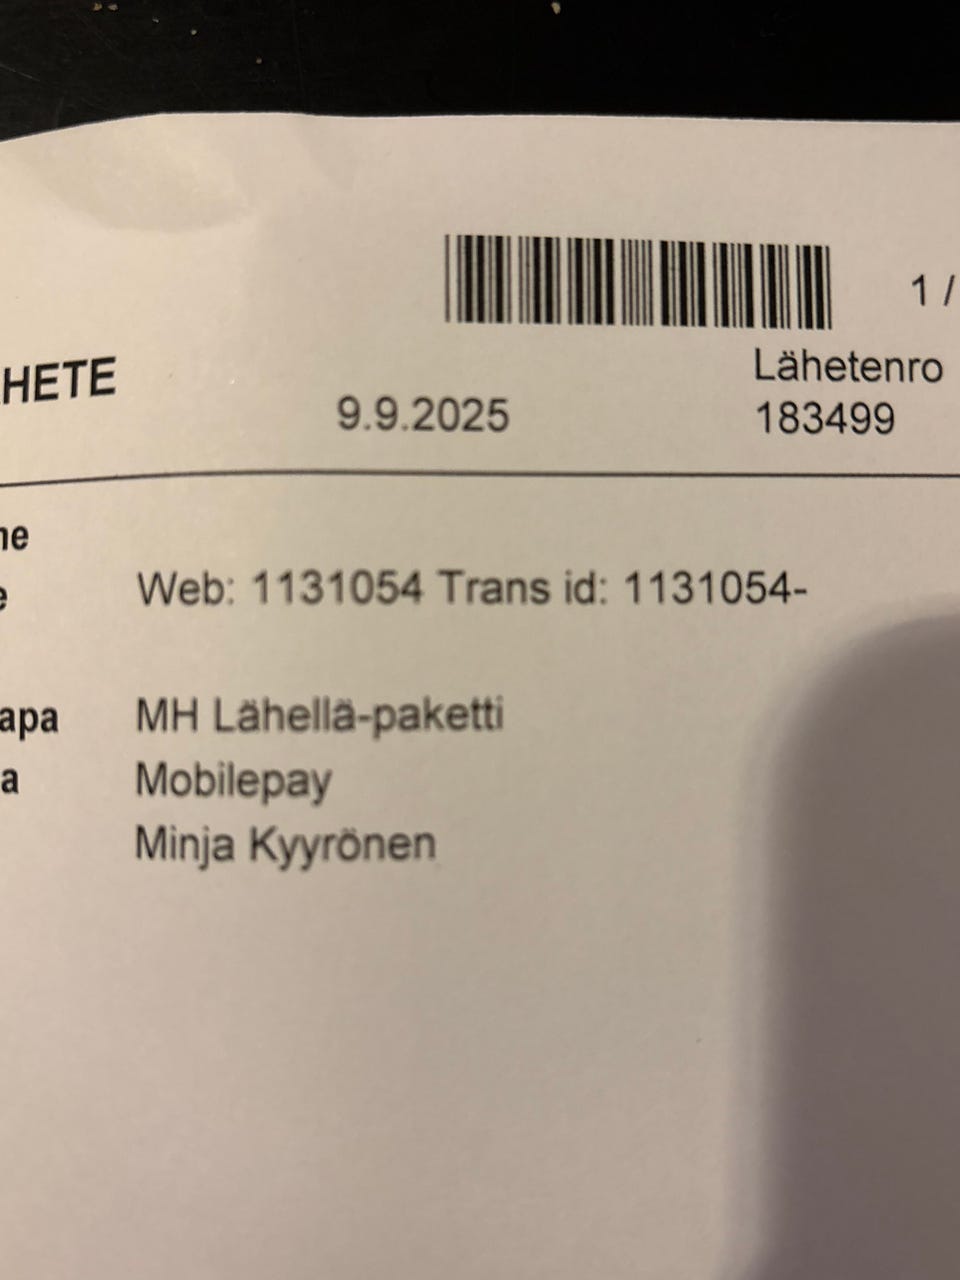 1 /
HETE
9.9.2025
Lähetenro
183499
Web: 1131054 Trans id: 1131054-
apa MH Lähellä-paketti
a Mobilepay
Minja Kyyrönen